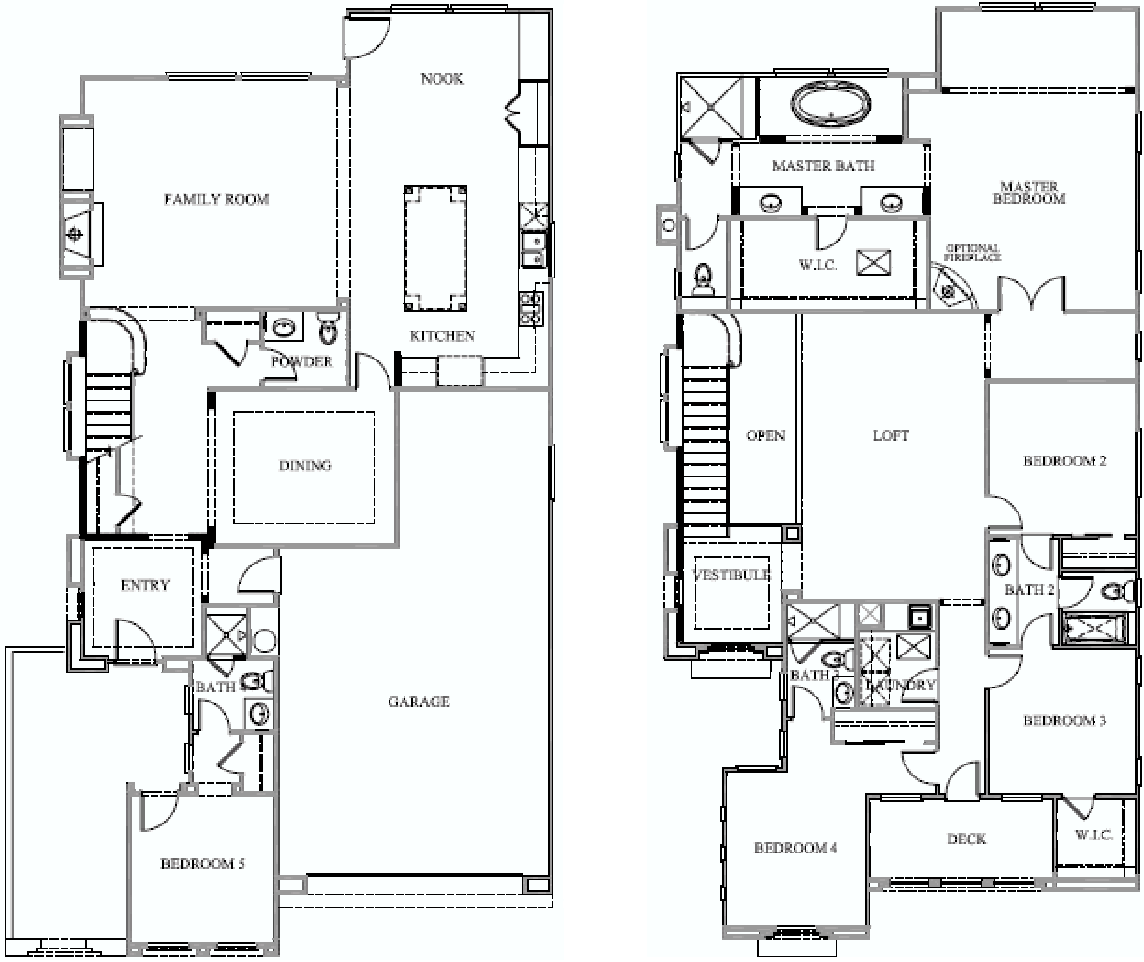 NOOK
FAMILY ROOM
KITCHEN
POWDER
DINING
ENTRY
BATH
GARAGE
BEDROOM 5
MASTER BATH
MASTER
BEDROOM
OPTIONAL
FIREPLACE
W.I.C.
OPEN
LOFT
BEDROOM 2
VESTIBULE
BATH 2
BATH 3
LAUNDRY
BEDROOM 3
BEDROOM 4
DECK
W.I.C.